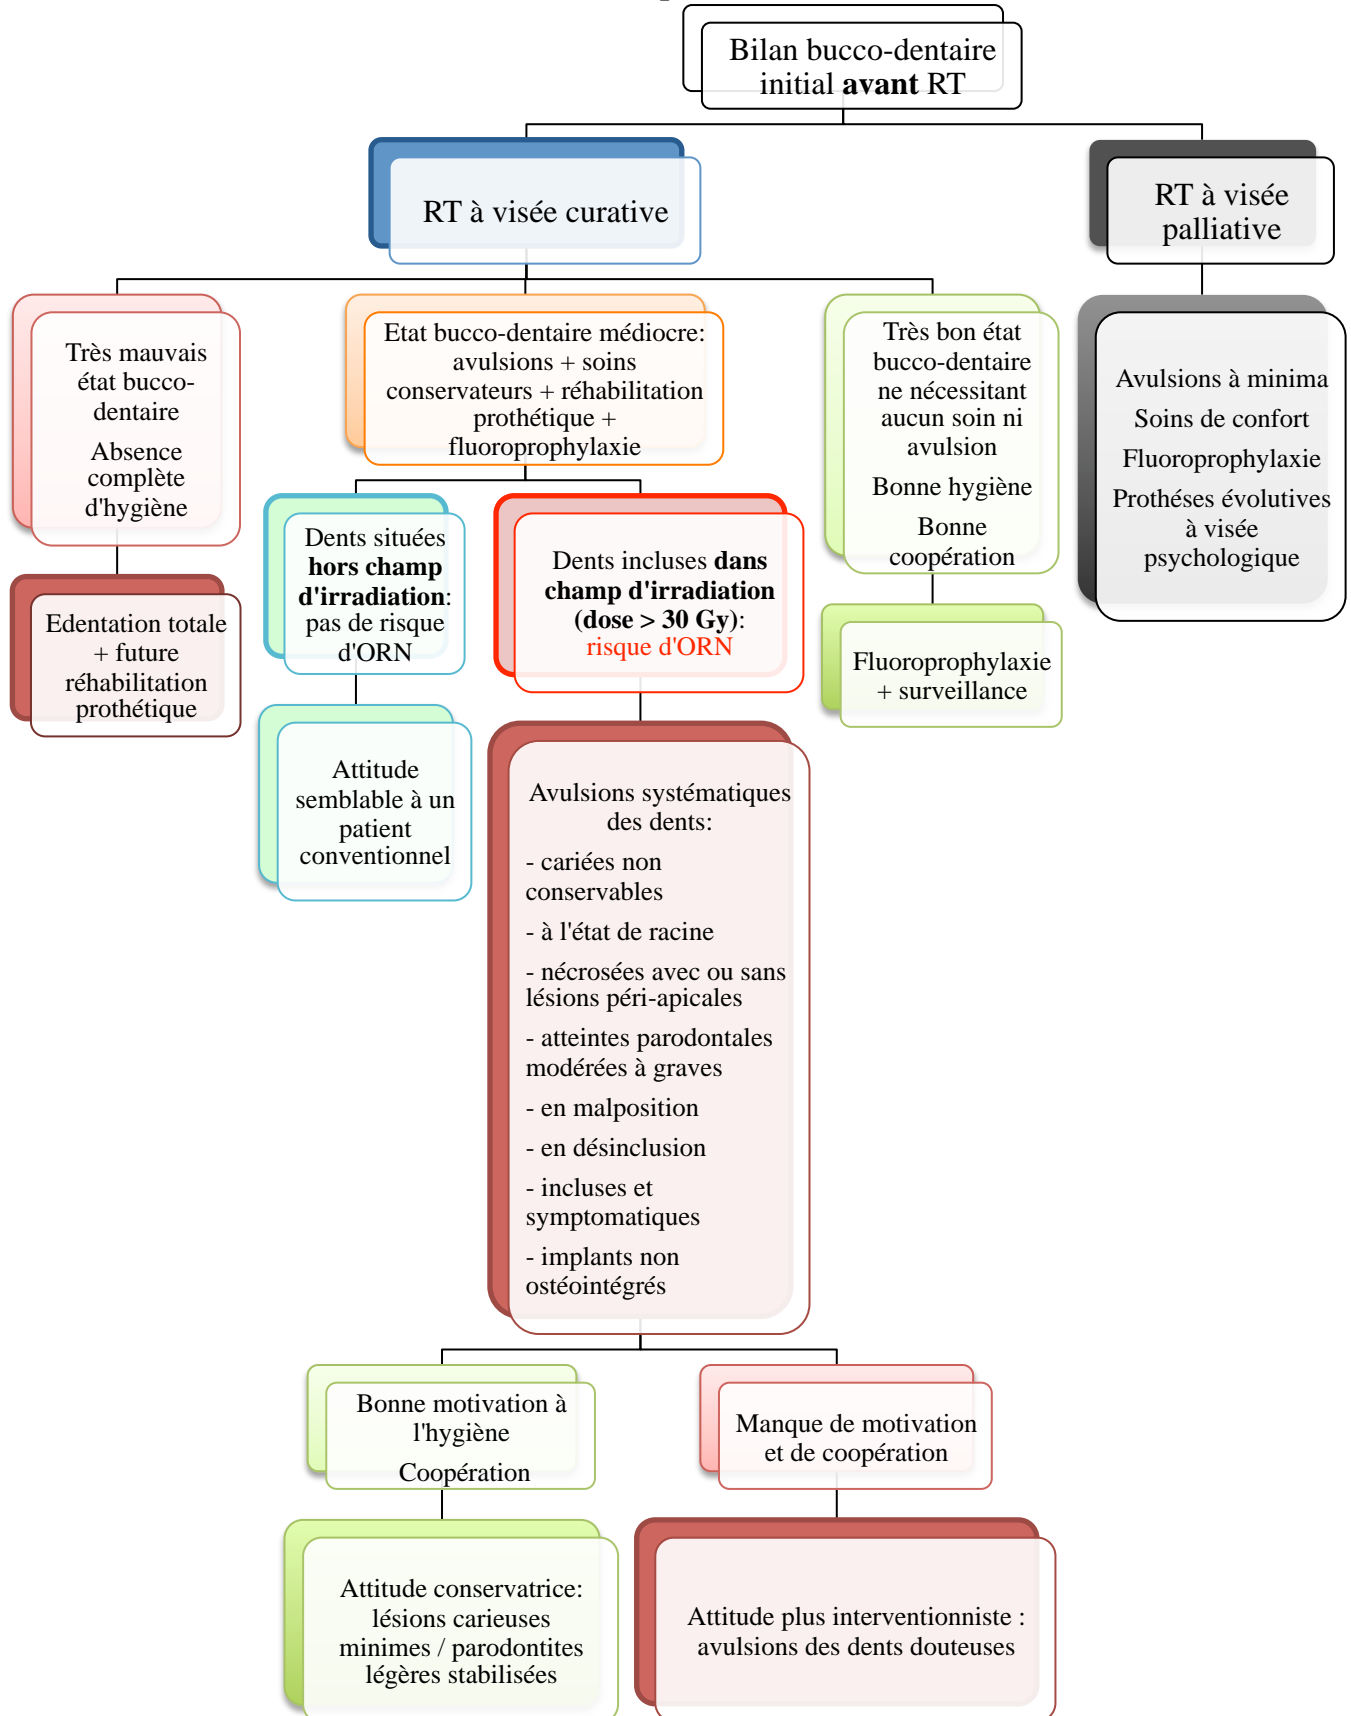 Bilan bucco-dentaire
initial avant RT
RT à visée curative
RT à visée
palliative
Très mauvais
état bucco-
dentaire
Absence
complète
d'hygiène
Etat bucco-dentaire médiocre:
avulsions + soins
conservateurs + réhabilitation
prothétique +
fluoroprophylaxie
Très bon état
bucco-dentaire
ne nécessitant
aucun soin ni
avulsion
Bonne hygiène
Bonne
coopération
Avulsions à minima
Soins de confort
Fluoroprophylaxie
Prothéses évolutives
à visée
psychologique
Edentation totale
+ future
réhabilitation
prothétique
Dents situées
hors champ
d'irradiation:
pas de risque
d'ORN
Dents incluses dans
champ d'irradiation
(dose > 30 Gy):
risque d'ORN
Fluoroprophylaxie
+ surveillance
Attitude
semblable à un
patient
conventionnel
Avulsions systématiques
des dents:
- cariées non
conservables
- à l'état de racine
- nécrosées avec ou sans
lésions péri-apicales
- atteintes parodontales
modérées à graves
- en malposition
- en désinclusion
- incluses et
symptomatiques
- implants non
ostéointégrés
Bonne motivation à
l'hygiène
Coopération
Manque de motivation
et de coopération
Attitude conservatrice:
lésions carieuses
minimes / parodontites
légères stabilisées
Attitude plus interventionniste :
avulsions des dents douteuses